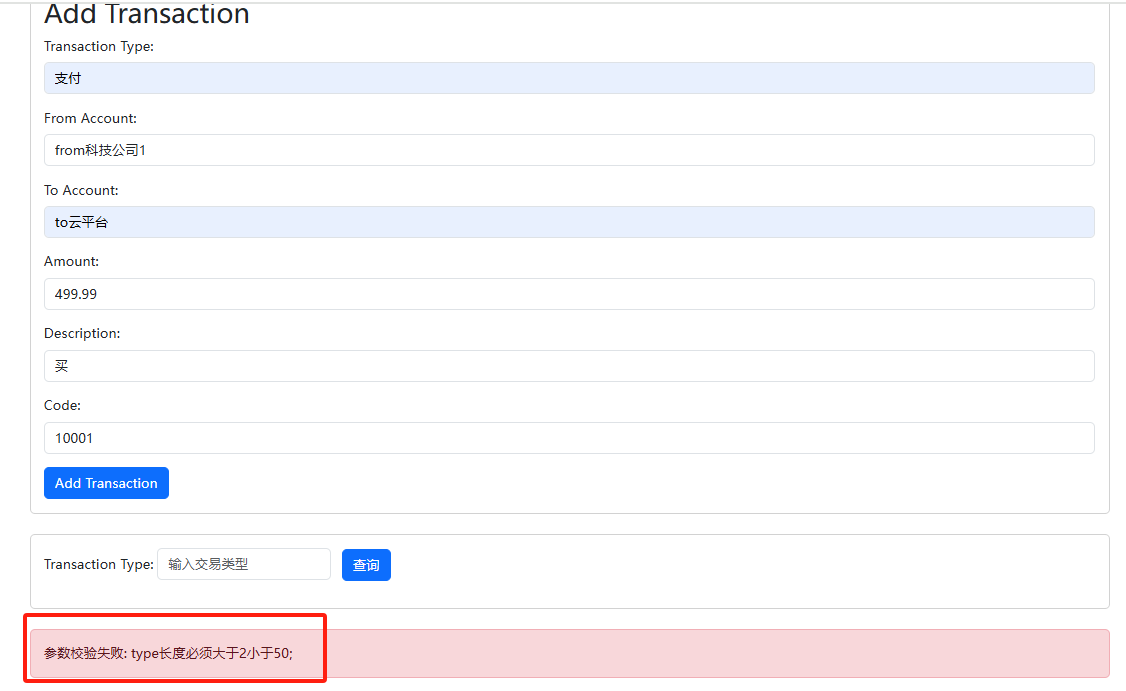 Add Transaction
Transaction Type:
支付
From Account:
from科技公司1
To Account:
to云平台
Amount:
499.99
Description:
买
Code:
10001
Add Transaction
Transaction Type: 输入交易类型 查询
参数校验失败: type长度必须大于2小于50;